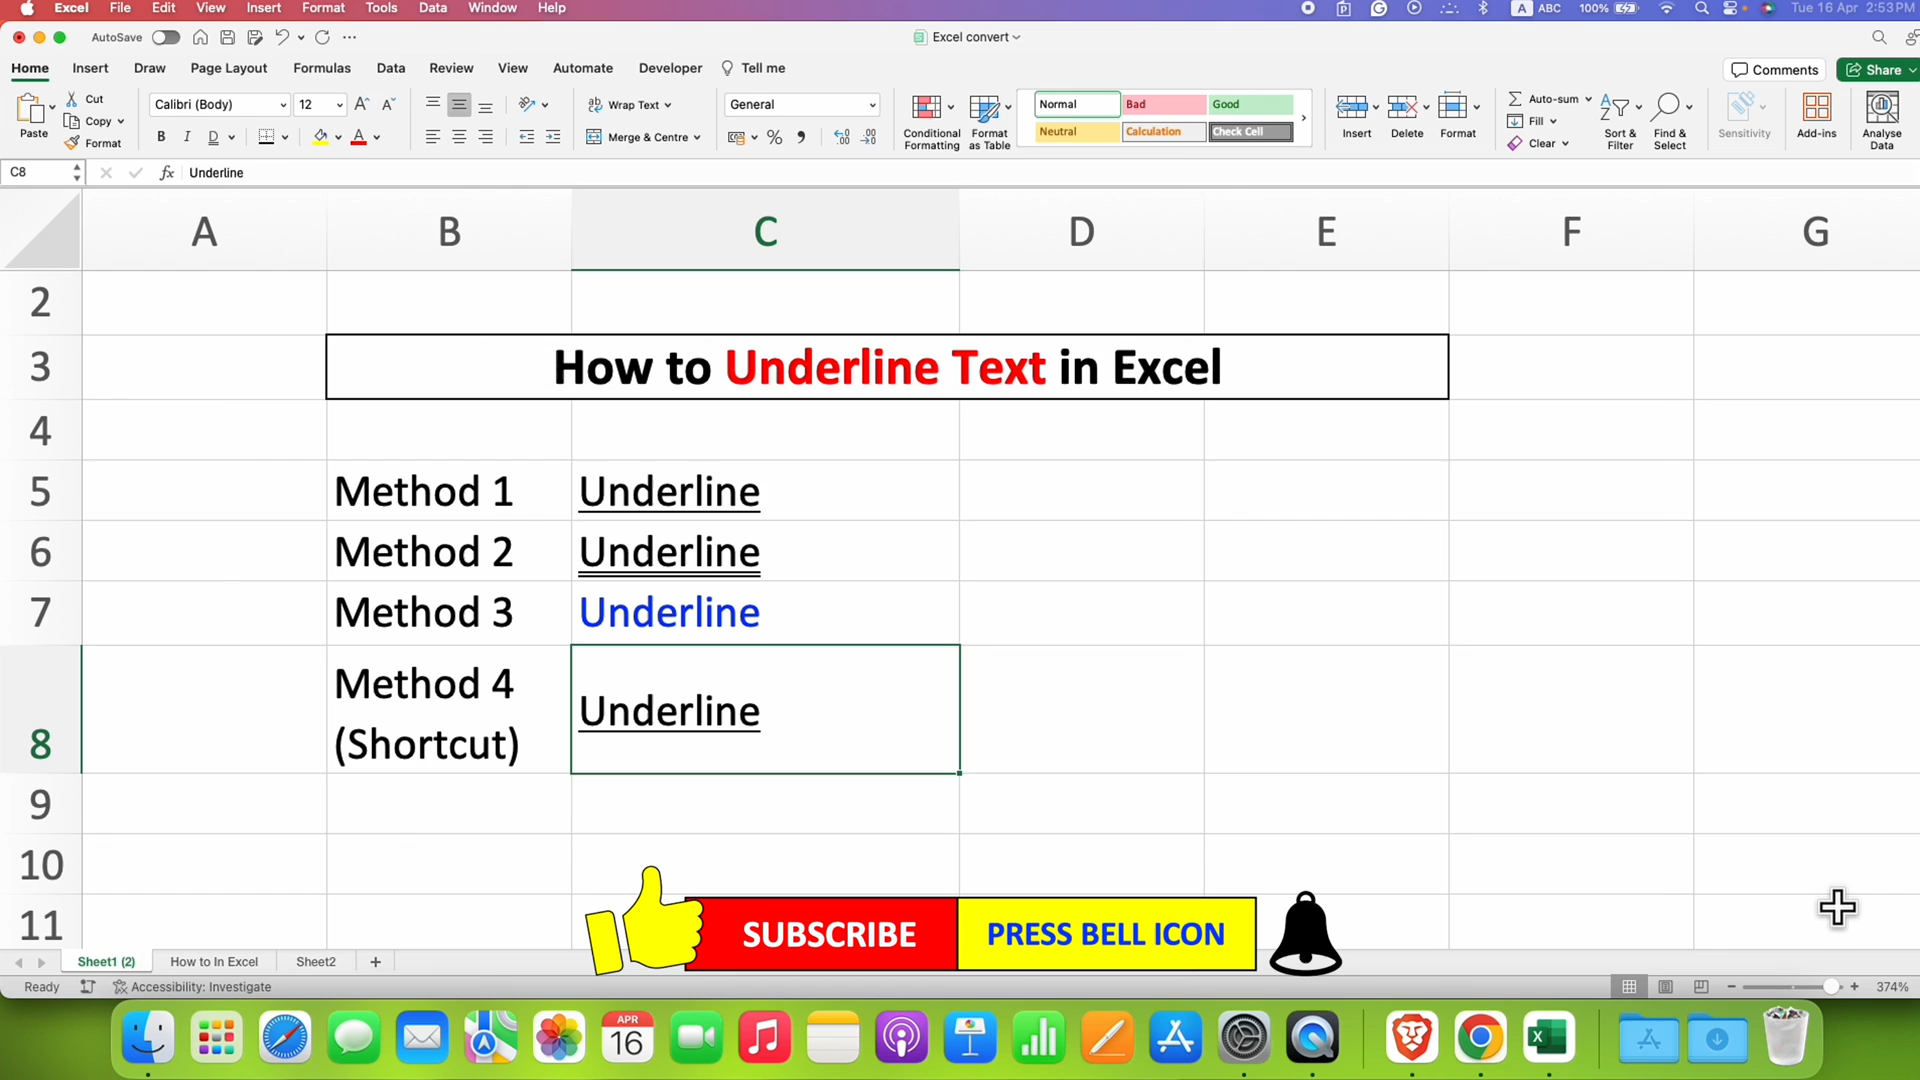 Excel File Edit View Insert Format Tools Data Window Help A ABC 100% Tue 16 Apr 2:53 PM
AutoSave Excel convert
Home Insert Draw Page Layout Formulas Data Review View Automate Developer Tell me Comments Share
Paste Cut Copy Format
Calibri (Body) 12 A A
B I D A
Wrap Text
Merge & Centre
General
%
Conditional Formatting
Format as Table
Normal Bad Good
Neutral Calculation Check Cell
Insert Delete Format
Auto-sum
Fill
Clear
Sort & Filter
Find & Select
Sensitivity
Add-ins
Analyse Data
C8 fx Underline
A B C D E F G
2
3 How to Underline Text in Excel
4
5 Method 1 Underline
6 Method 2 Underline
7 Method 3 Underline
8 Method 4 (Shortcut) Underline
9
10
11
SUBSCRIBE PRESS BELL ICON
Sheet1 (2) How to In Excel Sheet2 +
Ready Accessibility: Investigate 374%
APR
16